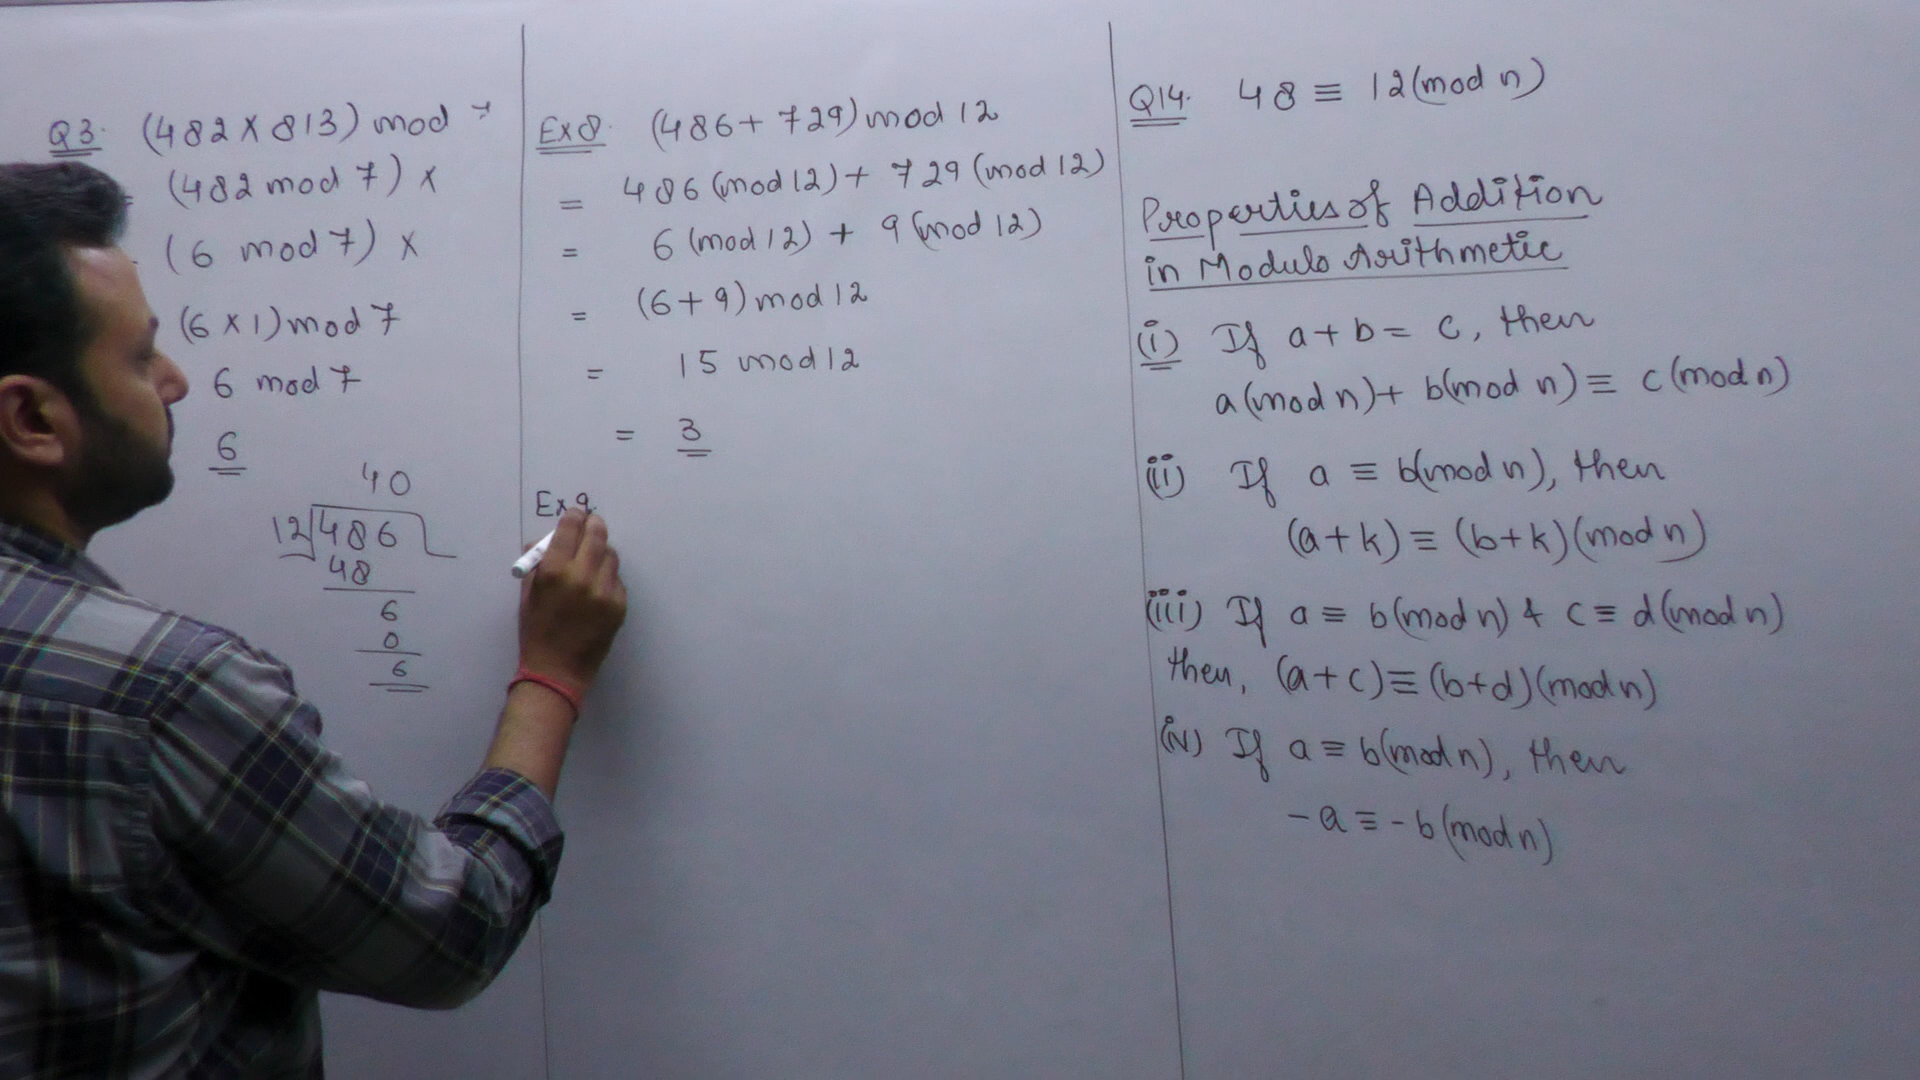 Q3. (482 x 813) mod 7
(482 mod 7) x
(6 mod 7) x
(6 x 1) mod 7
6 mod 7
6
40
12 486
48
6
0
6
Ex 8. (486 + 729) mod 12
= 486 (mod 12) + 729 (mod 12)
= 6 (mod 12) + 9 (mod 12)
= (6 + 9) mod 12
= 15 mod 12
= 3
Ex 9.
Q14. 48 ≡ 12 (mod n)
Properties of Addition
in Modulo Arithmetic
(i) If a + b = c, then
a (mod n) + b (mod n) ≡ c (mod n)
(ii) If a ≡ b (mod n), then
(a + k) ≡ (b + k) (mod n)
(iii) If a ≡ b (mod n) & c ≡ d (mod n)
then, (a + c) ≡ (b + d) (mod n)
(iv) If a ≡ b (mod n), then
-a ≡ -b (mod n)